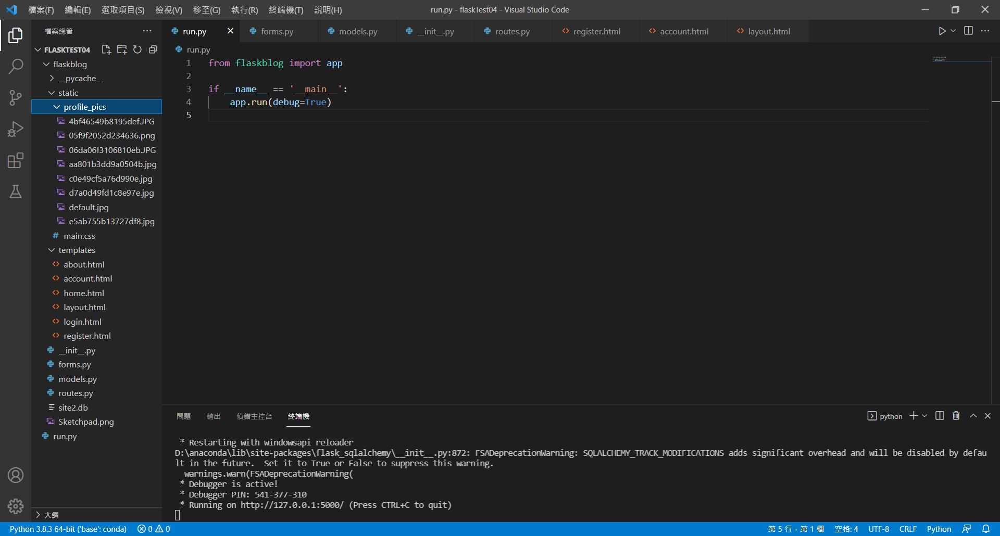 檔案(F) 編輯(E) 選取項目(S) 檢視(V) 移至(G) 執行(R) 終端機(T) 說明(H) run.py - flaskTest04 - Visual Studio Code
檔案總管
run.py forms.py models.py __init__.py routes.py register.html account.html layout.html
FLASKTEST04
flaskblog
__pycache__
static
profile_pics
4bf46549b8195def.JPG
05f9f2052d234636.png
06da06f3106810eb.JPG
aa801b3dd9a0504b.jpg
c0e49cf5a76d990e.jpg
d7a0d49fd1c8e97e.jpg
default.jpg
e5ab755b13727df8.jpg
# main.css
templates
about.html
account.html
home.html
layout.html
login.html
register.html
__init__.py
forms.py
models.py
routes.py
site2.db
Sketchpad.png
run.py
大綱
run.py
1 from flaskblog import app
2
3 if __name__ == '__main__':
4 app.run(debug=True)
5
問題 輸出 偵錯主控台 終端機 python
* Restarting with windowsapi reloader
D:\anaconda\lib\site-packages\flask_sqlalchemy\__init__.py:872: FSADeprecationWarning: SQLALCHEMY_TRACK_MODIFICATIONS adds significant overhead and will be disabled by defau
lt in the future.  Set it to True or False to suppress this warning.
warnings.warn(FSADeprecationWarning(
* Debugger is active!
* Debugger PIN: 541-377-310
* Running on http://127.0.0.1:5000/ (Press CTRL+C to quit)
Python 3.8.3 64-bit ('base': conda) 0 0 第 5 行，第 1 欄 空格: 4 UTF-8 CRLF Python